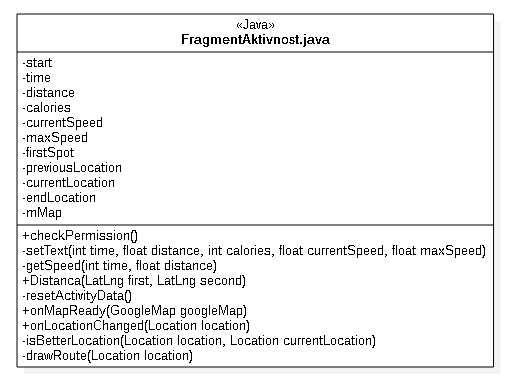 «Java»
FragmentAktivnost.java
-start
-time
-distance
-calories
-currentSpeed
-maxSpeed
-firstSpot
-previousLocation
-currentLocation
-endLocation
-mMap
+checkPermission()
-setText(int time, float distance, int calories, float currentSpeed, float maxSpeed)
-getSpeed(int time, float distance)
+Distanca(LatLng first, LatLng second)
-resetActivityData()
+onMapReady(GoogleMap googleMap)
+onLocationChanged(Location location)
-isBetterLocation(Location location, Location currentLocation)
-drawRoute(Location location)